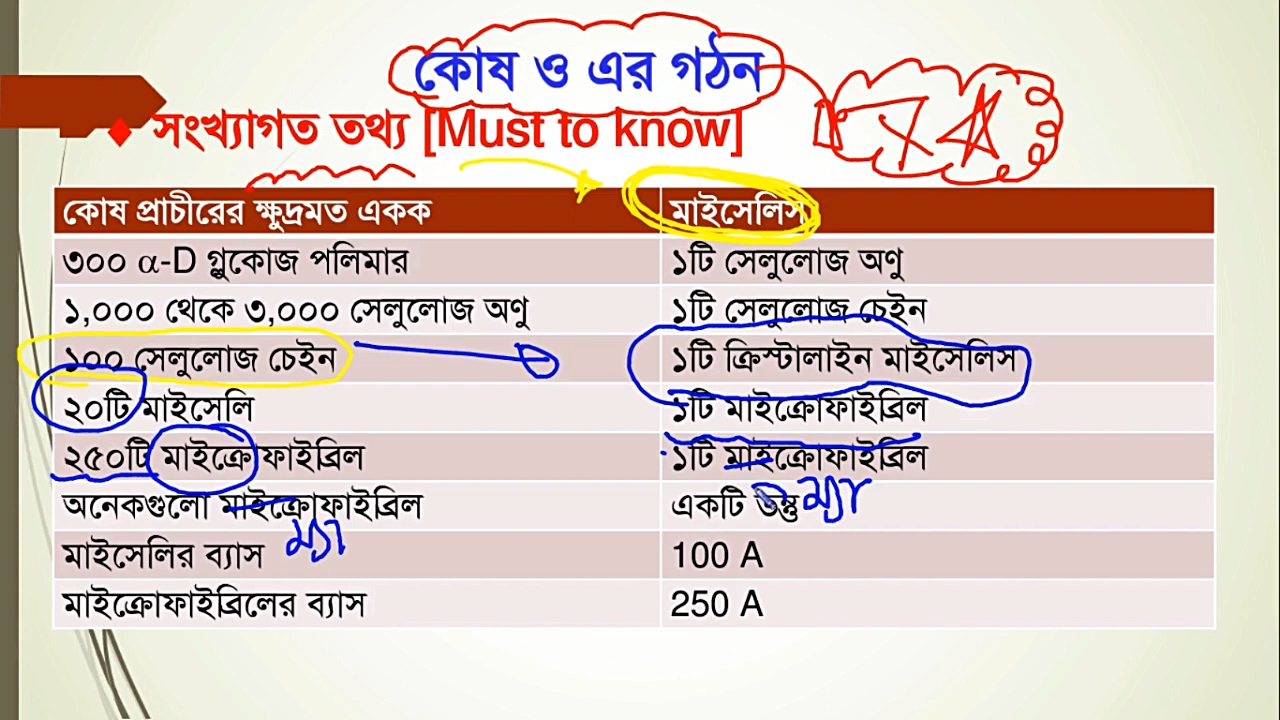 কোষ ও এর গঠন
সংখ্যাগত তথ্য [Must to know]
কোষ প্রাচীরের ক্ষুদ্রমত একক মাইসেলিস
৩০০ α-D গ্লুকোজ পলিমার ১টি সেলুলোজ অণু
১,০০০ থেকে ৩,০০০ সেলুলোজ অণু ১টি সেলুলোজ চেইন
১০০ সেলুলোজ চেইন ১টি ক্রিস্টালাইন মাইসেলিস
২০টি মাইসেলি ১টি মাইক্রোফাইব্রিল
২৫০টি মাইক্রোফাইব্রিল ১টি মাইক্রোফাইব্রিল
ম্যা
অনেকগুলো মাইক্রোফাইব্রিল একটি তন্তু
ম্যা
মাইসেলির ব্যাস 100 A
মাইক্রোফাইব্রিলের ব্যাস 250 A